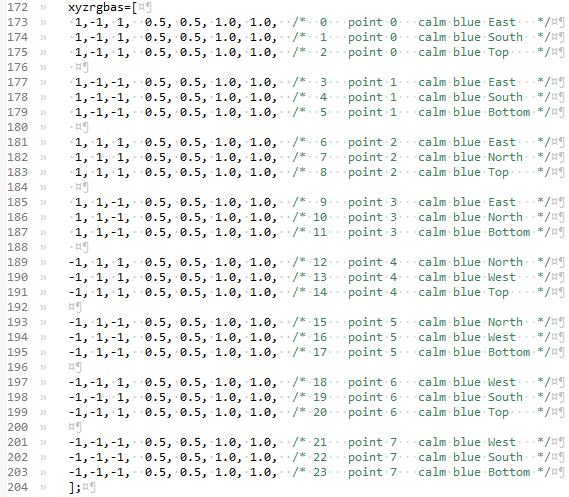 172 » xyzrgbas=[¤¶
173 » 1,-1, 1, 0.5, 0.5, 1.0, 1.0, /* 0 point 0 calm blue East */¤¶
174 » 1,-1, 1, 0.5, 0.5, 1.0, 1.0, /* 1 point 0 calm blue South */¤¶
175 » 1,-1, 1, 0.5, 0.5, 1.0, 1.0, /* 2 point 0 calm blue Top */¤¶
176 » ¤¶
177 » 1,-1,-1, 0.5, 0.5, 1.0, 1.0, /* 3 point 1 calm blue East */¤¶
178 » 1,-1,-1, 0.5, 0.5, 1.0, 1.0, /* 4 point 1 calm blue South */¤¶
179 » 1,-1,-1, 0.5, 0.5, 1.0, 1.0, /* 5 point 1 calm blue Bottom */¤¶
180 » ¤¶
181 » 1, 1, 1, 0.5, 0.5, 1.0, 1.0, /* 6 point 2 calm blue East */¤¶
182 » 1, 1, 1, 0.5, 0.5, 1.0, 1.0, /* 7 point 2 calm blue North */¤¶
183 » 1, 1, 1, 0.5, 0.5, 1.0, 1.0, /* 8 point 2 calm blue Top */¤¶
184 » ¤¶
185 » 1, 1,-1, 0.5, 0.5, 1.0, 1.0, /* 9 point 3 calm blue East */¤¶
186 » 1, 1,-1, 0.5, 0.5, 1.0, 1.0, /* 10 point 3 calm blue North */¤¶
187 » 1, 1,-1, 0.5, 0.5, 1.0, 1.0, /* 11 point 3 calm blue Bottom */¤¶
188 » ¤¶
189 » -1, 1, 1, 0.5, 0.5, 1.0, 1.0, /* 12 point 4 calm blue North */¤¶
190 » -1, 1, 1, 0.5, 0.5, 1.0, 1.0, /* 13 point 4 calm blue West */¤¶
191 » -1, 1, 1, 0.5, 0.5, 1.0, 1.0, /* 14 point 4 calm blue Top */¤¶
192 ¤¶
193 » -1, 1,-1, 0.5, 0.5, 1.0, 1.0, /* 15 point 5 calm blue North */¤¶
194 » -1, 1,-1, 0.5, 0.5, 1.0, 1.0, /* 16 point 5 calm blue West */¤¶
195 » -1, 1,-1, 0.5, 0.5, 1.0, 1.0, /* 17 point 5 calm blue Bottom */¤¶
196 » ¤¶
197 » -1,-1, 1, 0.5, 0.5, 1.0, 1.0, /* 18 point 6 calm blue West */¤¶
198 » -1,-1, 1, 0.5, 0.5, 1.0, 1.0, /* 19 point 6 calm blue South */¤¶
199 » -1,-1, 1, 0.5, 0.5, 1.0, 1.0, /* 20 point 6 calm blue Top */¤¶
200 » ¤¶
201 » -1,-1,-1, 0.5, 0.5, 1.0, 1.0, /* 21 point 7 calm blue West */¤¶
202 » -1,-1,-1, 0.5, 0.5, 1.0, 1.0, /* 22 point 7 calm blue South */¤¶
203 » -1,-1,-1, 0.5, 0.5, 1.0, 1.0, /* 23 point 7 calm blue Bottom */¤¶
204 » ];¤¶